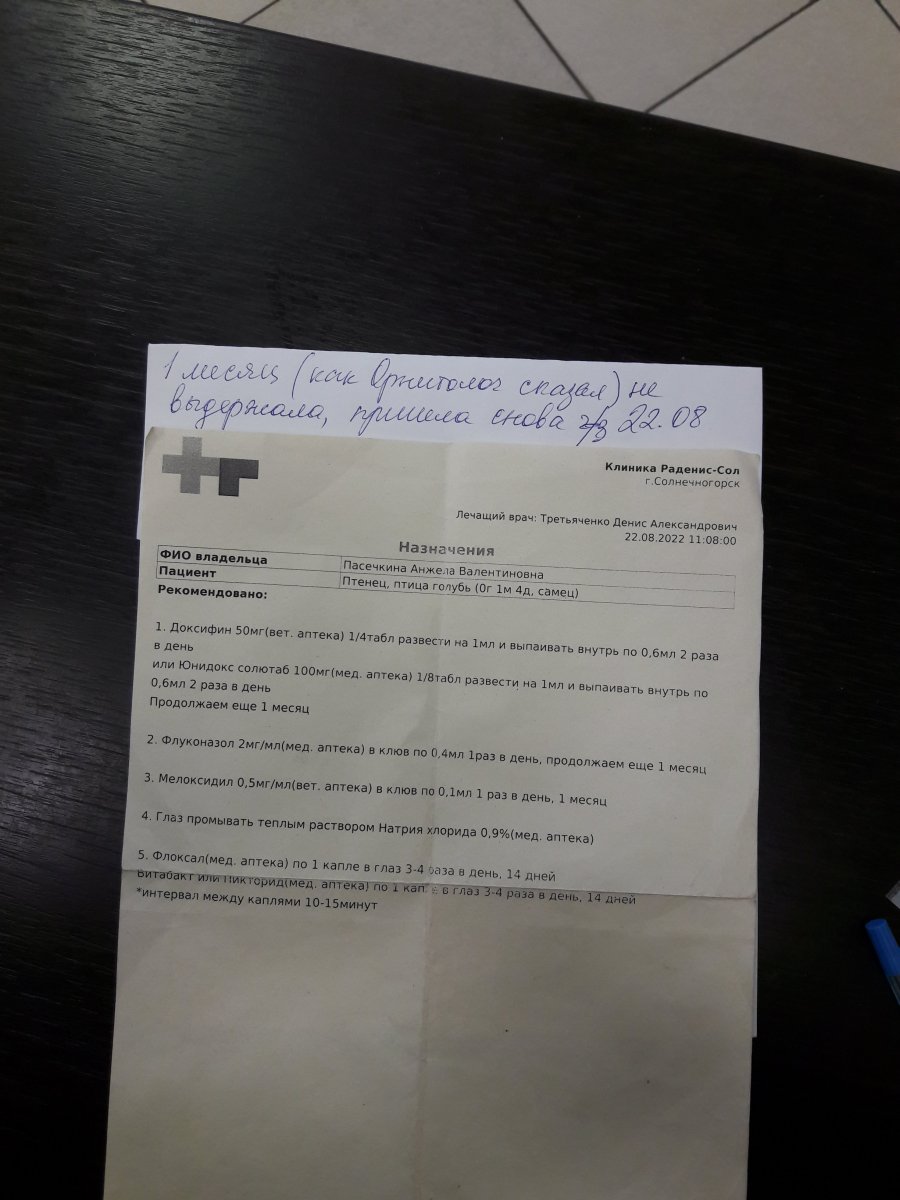 1 месяц (как Орнитолог сказал) не
выдержала, пришла снова 22.08
Клиника Раденис-Сол
г.Солнечногорск
Лечащий врач: Третьяченко Денис Александрович
22.08.2022 11:08:00
Назначения
ФИО владельца Пасечкина Анжела Валентиновна
Пациент Птенец, птица голубь (0г 1м 4д, самец)
Рекомендовано:
1. Доксифин 50мг(вет. аптека) 1/4табл развести на 1мл и выпаивать внутрь по 0,6мл 2 раза
в день
или Юнидокс солютаб 100мг(мед. аптека) 1/8табл развести на 1мл и выпаивать внутрь по
0,6мл 2 раза в день
Продолжаем еще 1 месяц
2. Флуконазол 2мг/мл(мед. аптека) в клюв по 0,4мл 1раз в день, продолжаем еще 1 месяц
3. Мелоксидил 0,5мг/мл(вет. аптека) в клюв по 0,1мл 1 раз в день, 1 месяц
4. Глаз промывать теплым раствором Натрия хлорида 0,9%(мед. аптека)
5. Флоксал(мед. аптека) по 1 капле в глаз 3-4 раза в день, 14 дней
Витабакт или Пикторид(мед. аптека) по 1 капле в глаз 3-4 раза в день, 14 дней
*интервал между каплями 10-15минут